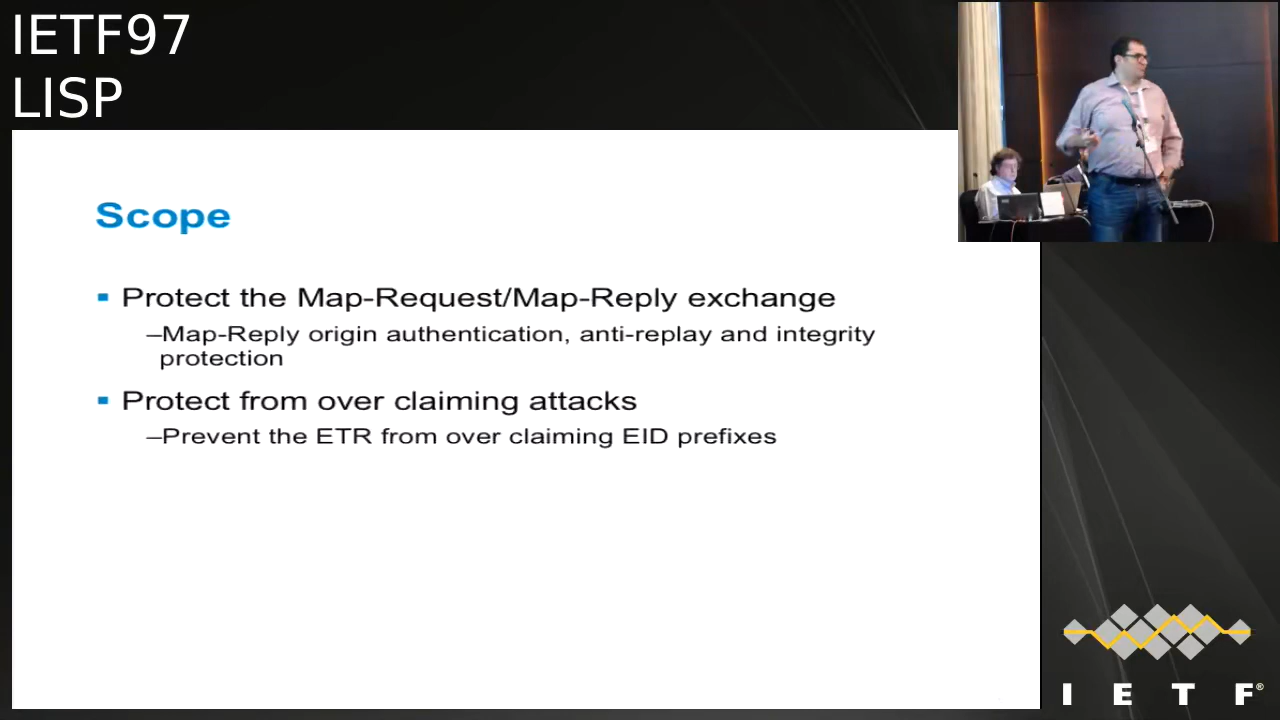 IETF97
LISP
Scope
▪ Protect the Map-Request/Map-Reply exchange
–Map-Reply origin authentication, anti-replay and integrity
protection
▪ Protect from over claiming attacks
–Prevent the ETR from over claiming EID prefixes
I E T F®